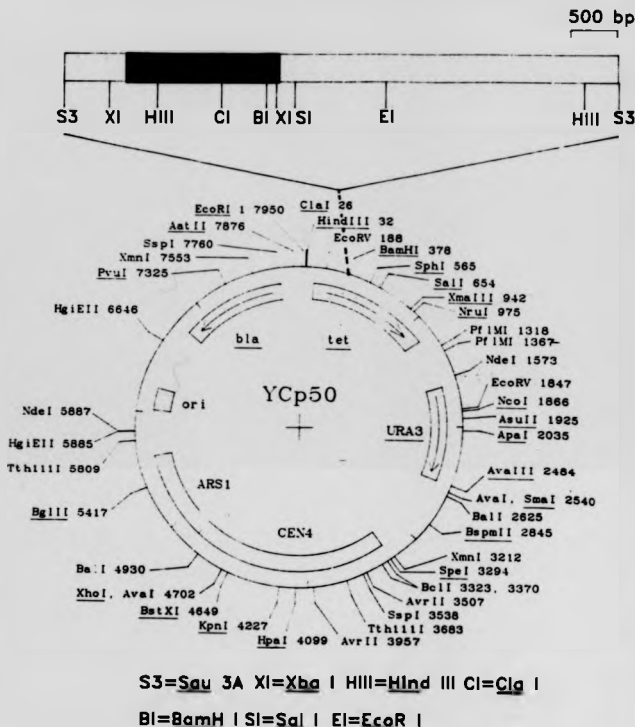 500 bp
S3 XI HIII CI BI XI SI EI HIII S3
EcoRI 1 7950
ClaI 26
AatII 7876
HindIII 32
SspI 7760
EcoRV 188
XmnI 7553
BamHI 378
PvuI 7325
SphI 565
SalI 654
XmaIII 942
NruI 975
HgiEII 6646
PflMI 1318
PflMI 1367
bla
tet
NdeI 1573
YCp50
EcoRV 1847
ori
NcoI 1866
NdeI 5887
AsuII 1925
URA3
HgiEII 5885
ApaI 2035
Tth111I 5809
ARS1
AvaIII 2484
BglII 5417
AvaI, SmaI 2540
CEN4
BalI 2625
BspmII 2845
XmnI 3212
BalI 4930
SpeI 3294
XhoI, AvaI 4702
BclI 3323, 3370
BstXI 4649
AvrII 3507
KpnI 4227
SspI 3538
HpaI 4099
Tth111I 3683
AvrII 3957
S3=Sau 3A XI=Xba I HIII=Hind III CI=Cla I
BI=BamH I SI=Sal I EI=EcoR I